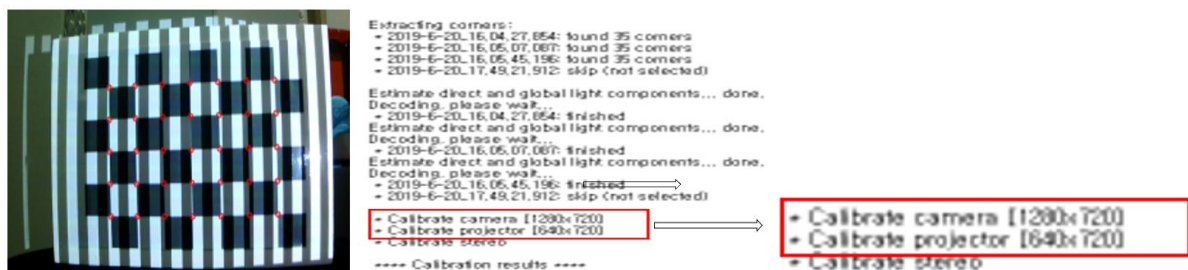 Extracting corners:
+ 2019-6-20_16,04,27,854: found 35 corners
+ 2019-6-20_16,05,07,087: found 35 corners
+ 2019-6-20_16,05,45,196: found 35 corners
+ 2019-6-20_17,49,21,912: skip (not selected)
Estimate direct and global light components... done.
Decoding, please wait...
+ 2019-6-20_16,04,27,854: finished
Estimate direct and global light components... done.
Decoding, please wait...
+ 2019-6-20_16,05,07,087: finished
Estimate direct and global light components... done.
Decoding, please wait...
+ 2019-6-20_16,05,45,196: finished
+ 2019-6-20_17,49,21,912: skip (not selected)
+ Calibrate camera [1280x720]
+ Calibrate projector [640x720]
+ Calibrate stereo
**** Calibration results ****
+ Calibrate camera [1280x720]
+ Calibrate projector [640x720]
+ Calibrate stereo